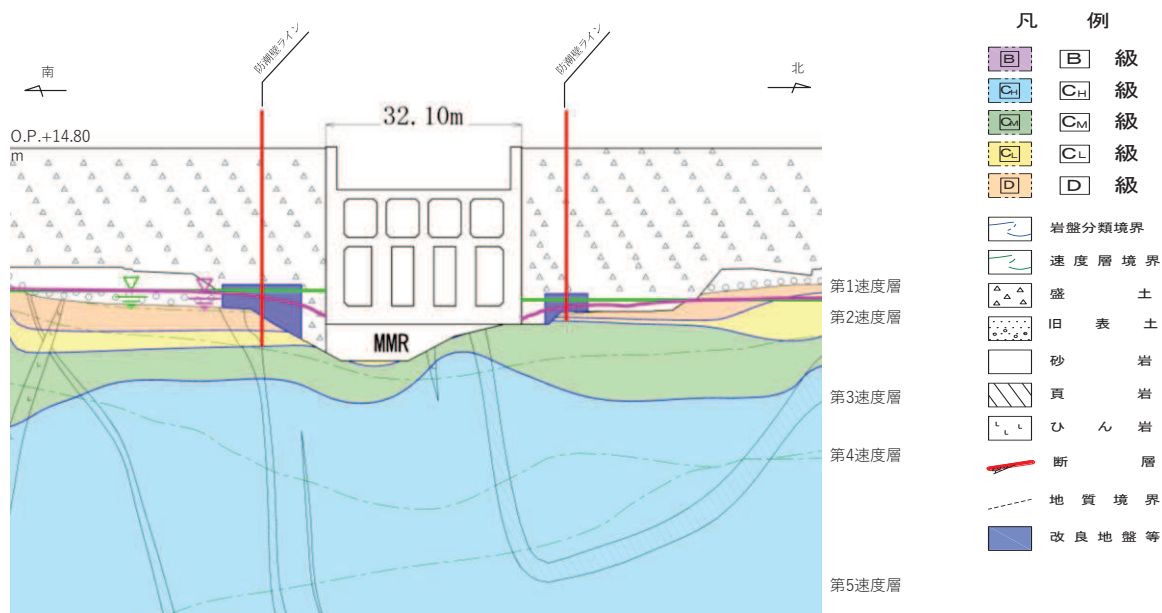 防潮壁ライン
防潮壁ライン
南
北
32.10m
O.P.+14.80
m
MMR
第1速度層
第2速度層
第3速度層
第4速度層
第5速度層
凡 例
B B 級
CH CH 級
CM CM 級
CL CL 級
D D 級
岩盤分類境界
速度層境界
盛土
旧表土
砂岩
頁岩
ひん岩
断層
地質境界
改良地盤等